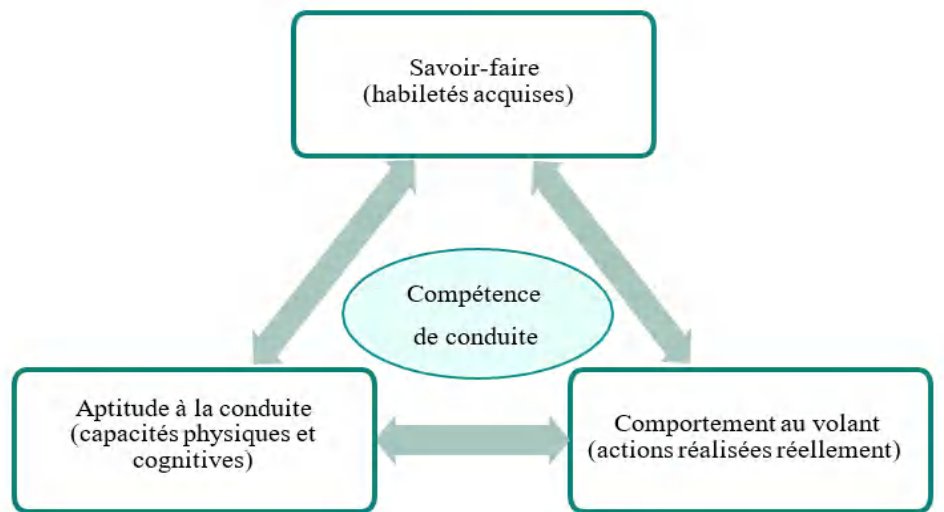 Savoir-faire
(habiletés acquises)
Compétence
de conduite
Aptitude à la conduite
(capacités physiques et
cognitives)
Comportement au volant
(actions réalisées réellement)